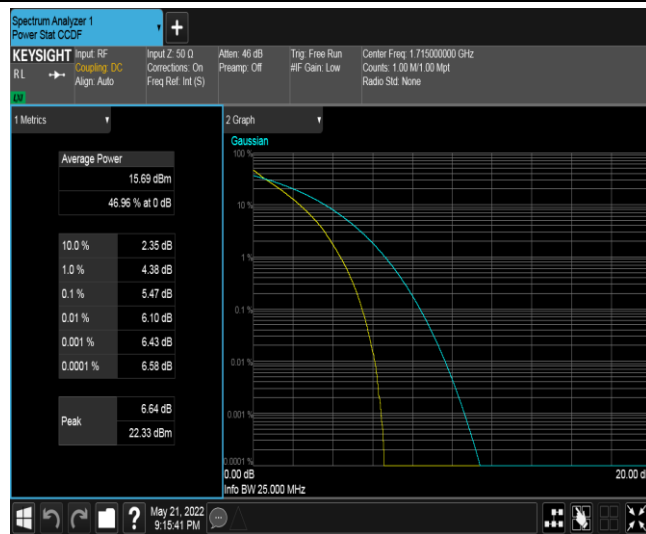 Spectrum Analyzer 1
Power Stat CCDF
+
KEYSIGHT
RL
LXI
Input: RF
Coupling: DC
Align: Auto
Input Z: 50 Ω
Corrections: On
Freq Ref: Int (S)
Atten: 46 dB
Preamp: Off
Trig: Free Run
#IF Gain: Low
Center Freq: 1.715000000 GHz
Counts: 1.00 M/1.00 Mpt
Radio Std: None
1 Metrics
Average Power
15.69 dBm
46.96 % at 0 dB
10.0 % 2.35 dB
1.0 % 4.38 dB
0.1 % 5.47 dB
0.01 % 6.10 dB
0.001 % 6.43 dB
0.0001 % 6.58 dB
Peak
6.64 dB
22.33 dBm
2 Graph
Gaussian
100 %
10 %
1 %
0.1 %
0.01 %
0.001 %
0.0001 %
0.00 dB
20.00 d
Info BW 25.000 MHz
?
May 21, 2022
9:15:41 PM